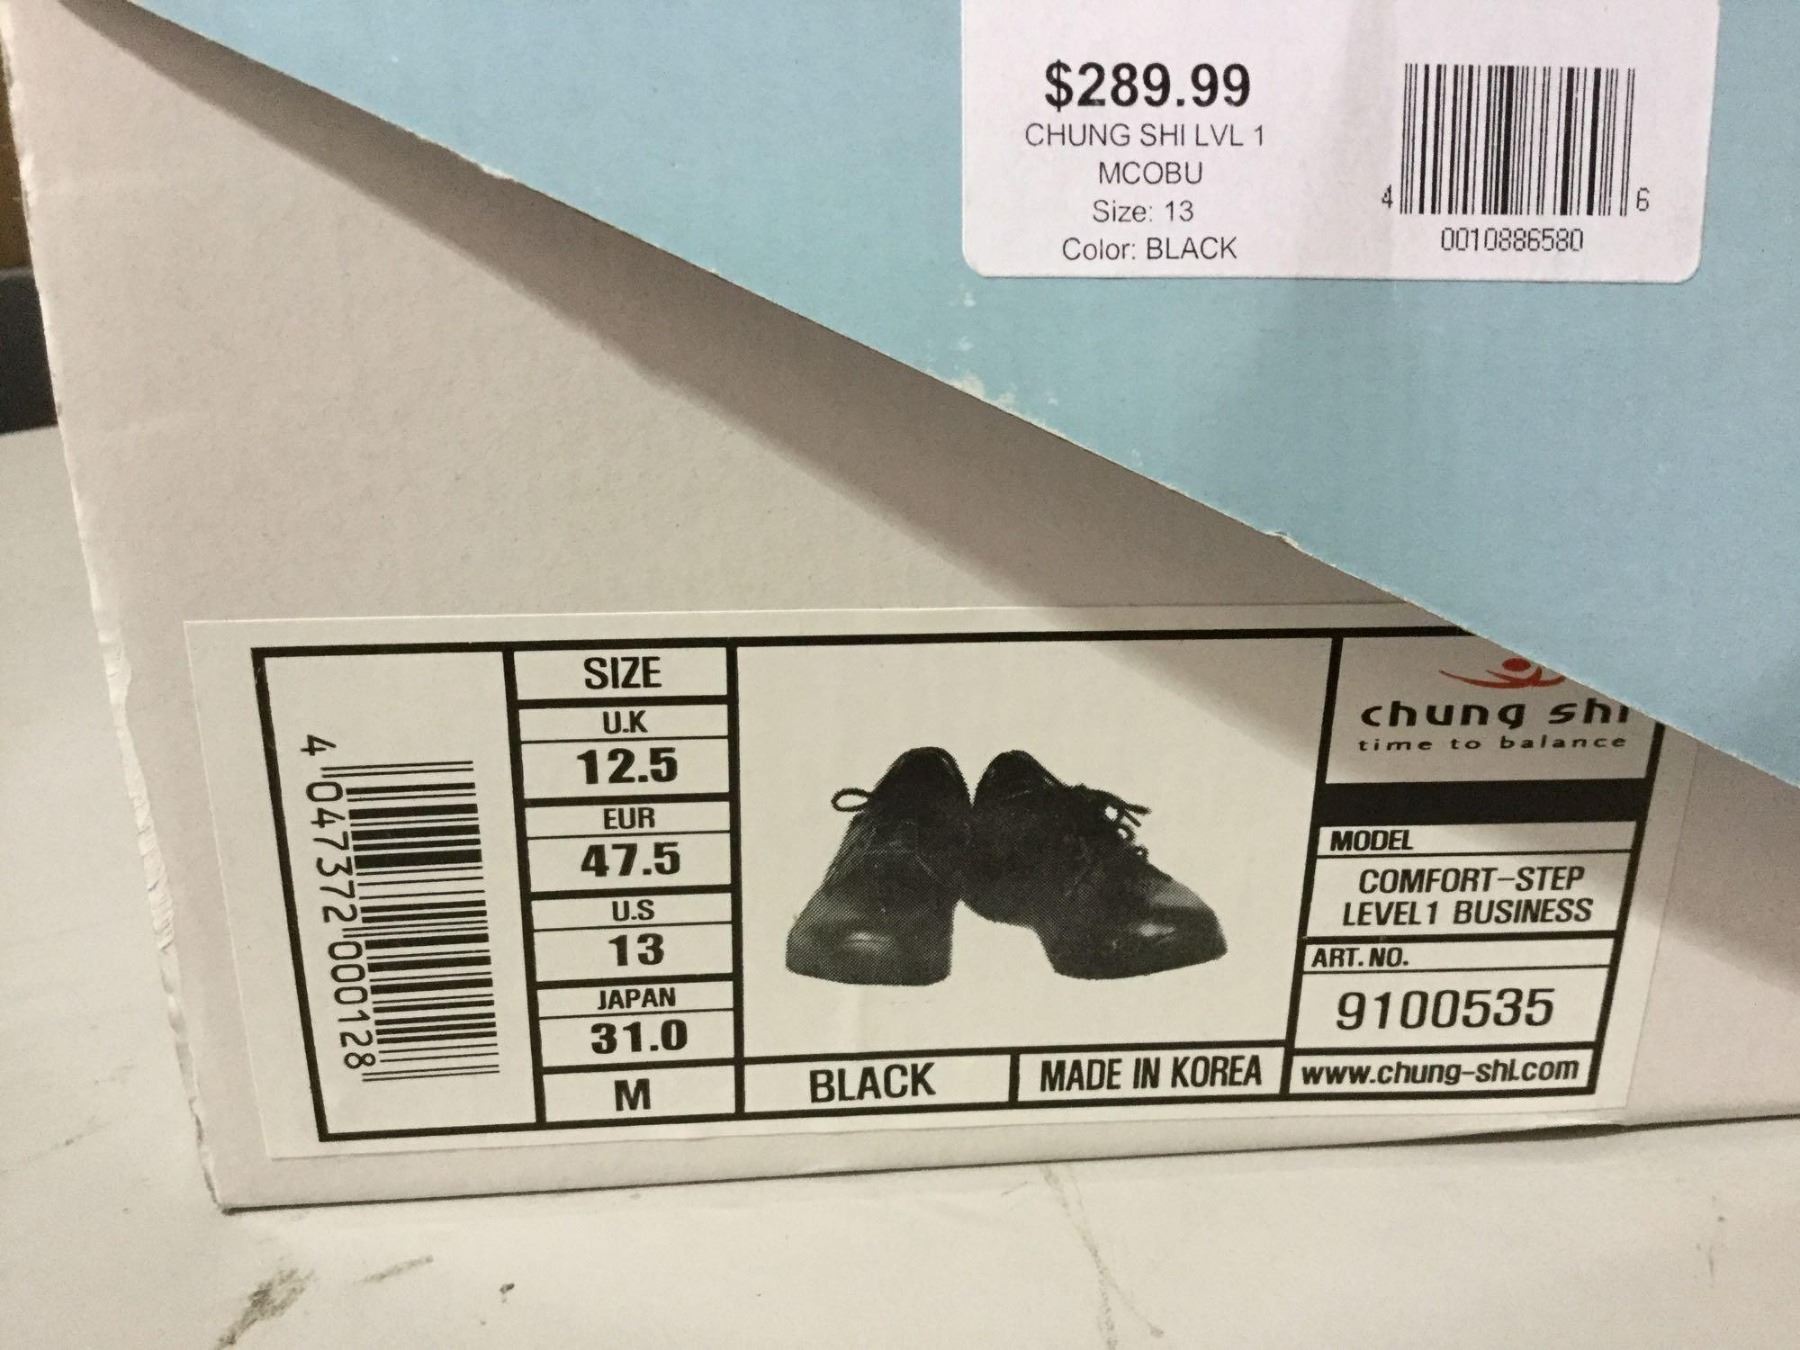 $289.99
CHUNG SHI LVL 1
MCOBU
Size: 13
Color: BLACK
4 6
0010886580
4 047372 000128
SIZE
U.K
12.5
EUR
47.5
U.S
13
JAPAN
31.0
M
BLACK
MADE IN KOREA
chung shi
time to balance
MODEL
COMFORT-STEP
LEVEL1 BUSINESS
ART. NO.
9100535
www.chung-shi.com